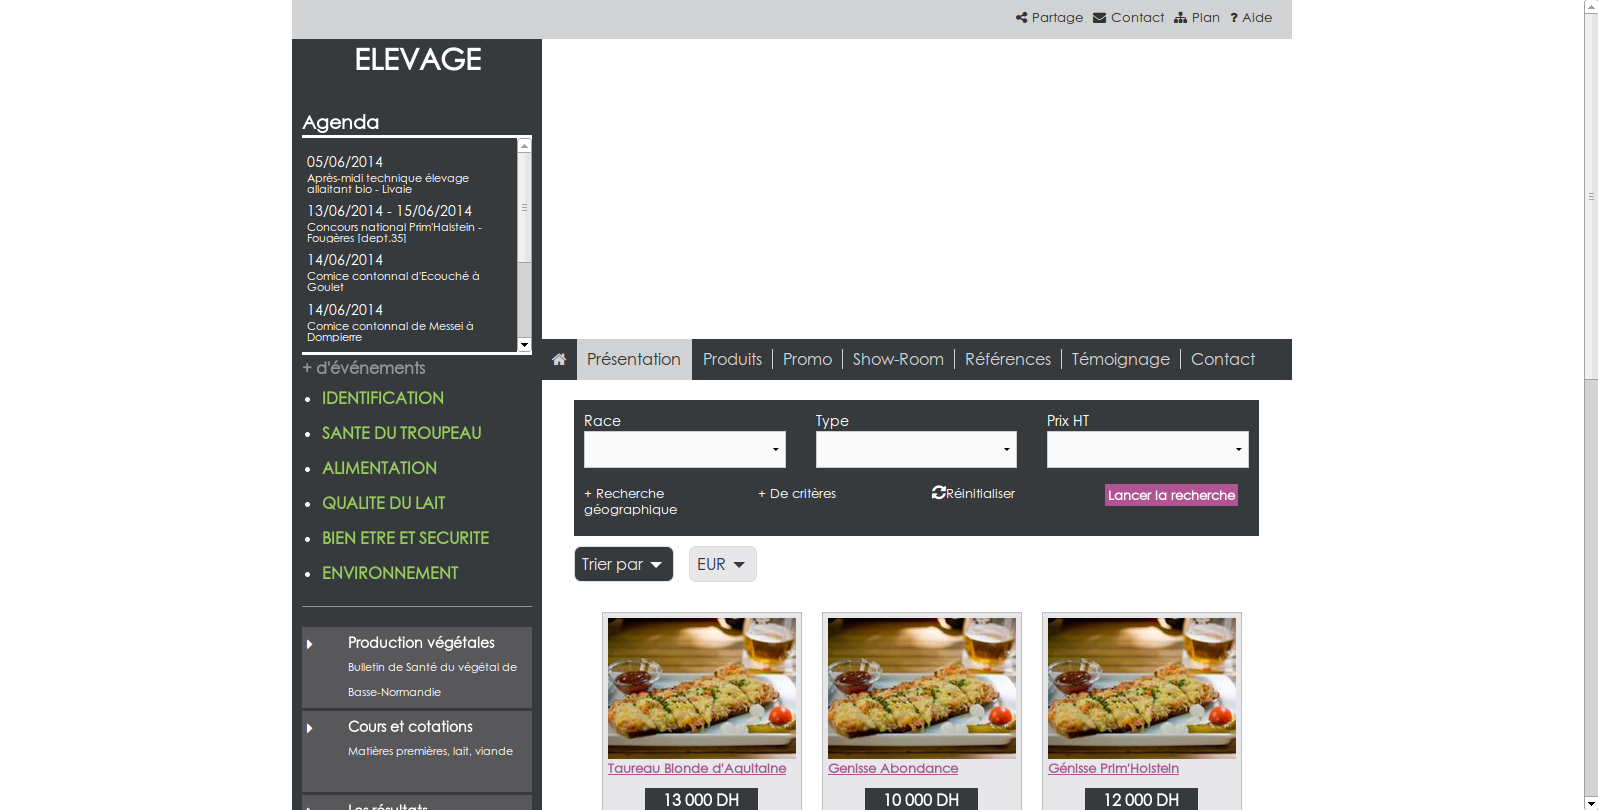 Partage Contact Plan ? Aide
ELEVAGE
Agenda
05/06/2014
Après-midi technique élevage
allaitant bio - Livaie
13/06/2014 - 15/06/2014
Concours national Prim'Halstein -
Fougères [dept.35]
14/06/2014
Comice contonnal d'Ecouché à
Goulet
14/06/2014
Comice contonnal de Messei à
Dompierre
+ d'événements
IDENTIFICATION
SANTE DU TROUPEAU
ALIMENTATION
QUALITE DU LAIT
BIEN ETRE ET SECURITE
ENVIRONNEMENT
Production végétales
Bulletin de Santé du végétal de
Basse-Normandie
Cours et cotations
Matières premières, lait, viande
Les résultats
Présentation Produits Promo Show-Room Références Témoignage Contact
Race Type Prix HT
+ Recherche géographique + De critères Réinitialiser Lancer la recherche
Trier par EUR
Taureau Blonde d'Aquitaine
13 000 DH
Genisse Abondance
10 000 DH
Génisse Prim'Holstein
12 000 DH